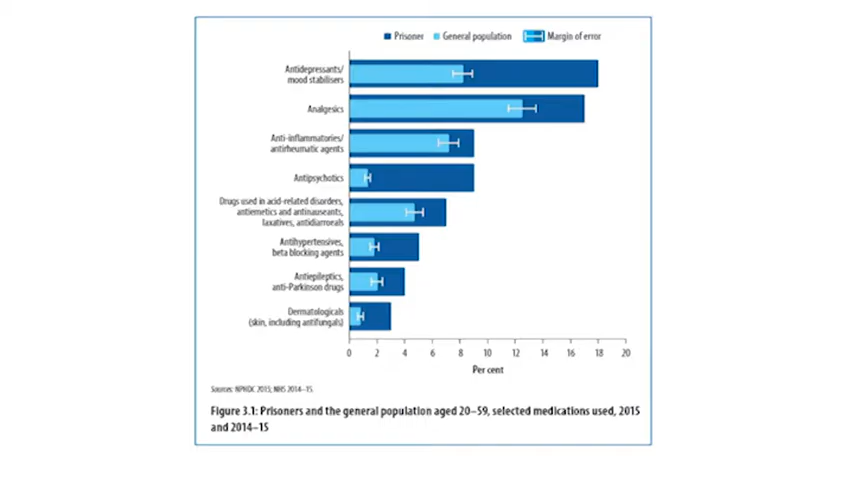 Prisoner General population Margin of error
Antidepressants/
mood stabilisers
Analgesics
Anti-inflammatories/
antirheumatic agents
Antipsychotics
Drugs used in acid-related disorders,
antiemetics and antinauseants,
laxatives, antidiarroeals
Antihypertensives,
beta blocking agents
Antiepileptics,
anti-Parkinson drugs
Dermatologicals
(skin, including antifungals)
0 2 4 6 8 10 12 14 16 18 20
Per cent
Sources: NPHDC 2015; NHS 2014–15.
Figure 3.1: Prisoners and the general population aged 20–59, selected medications used, 2015
and 2014–15